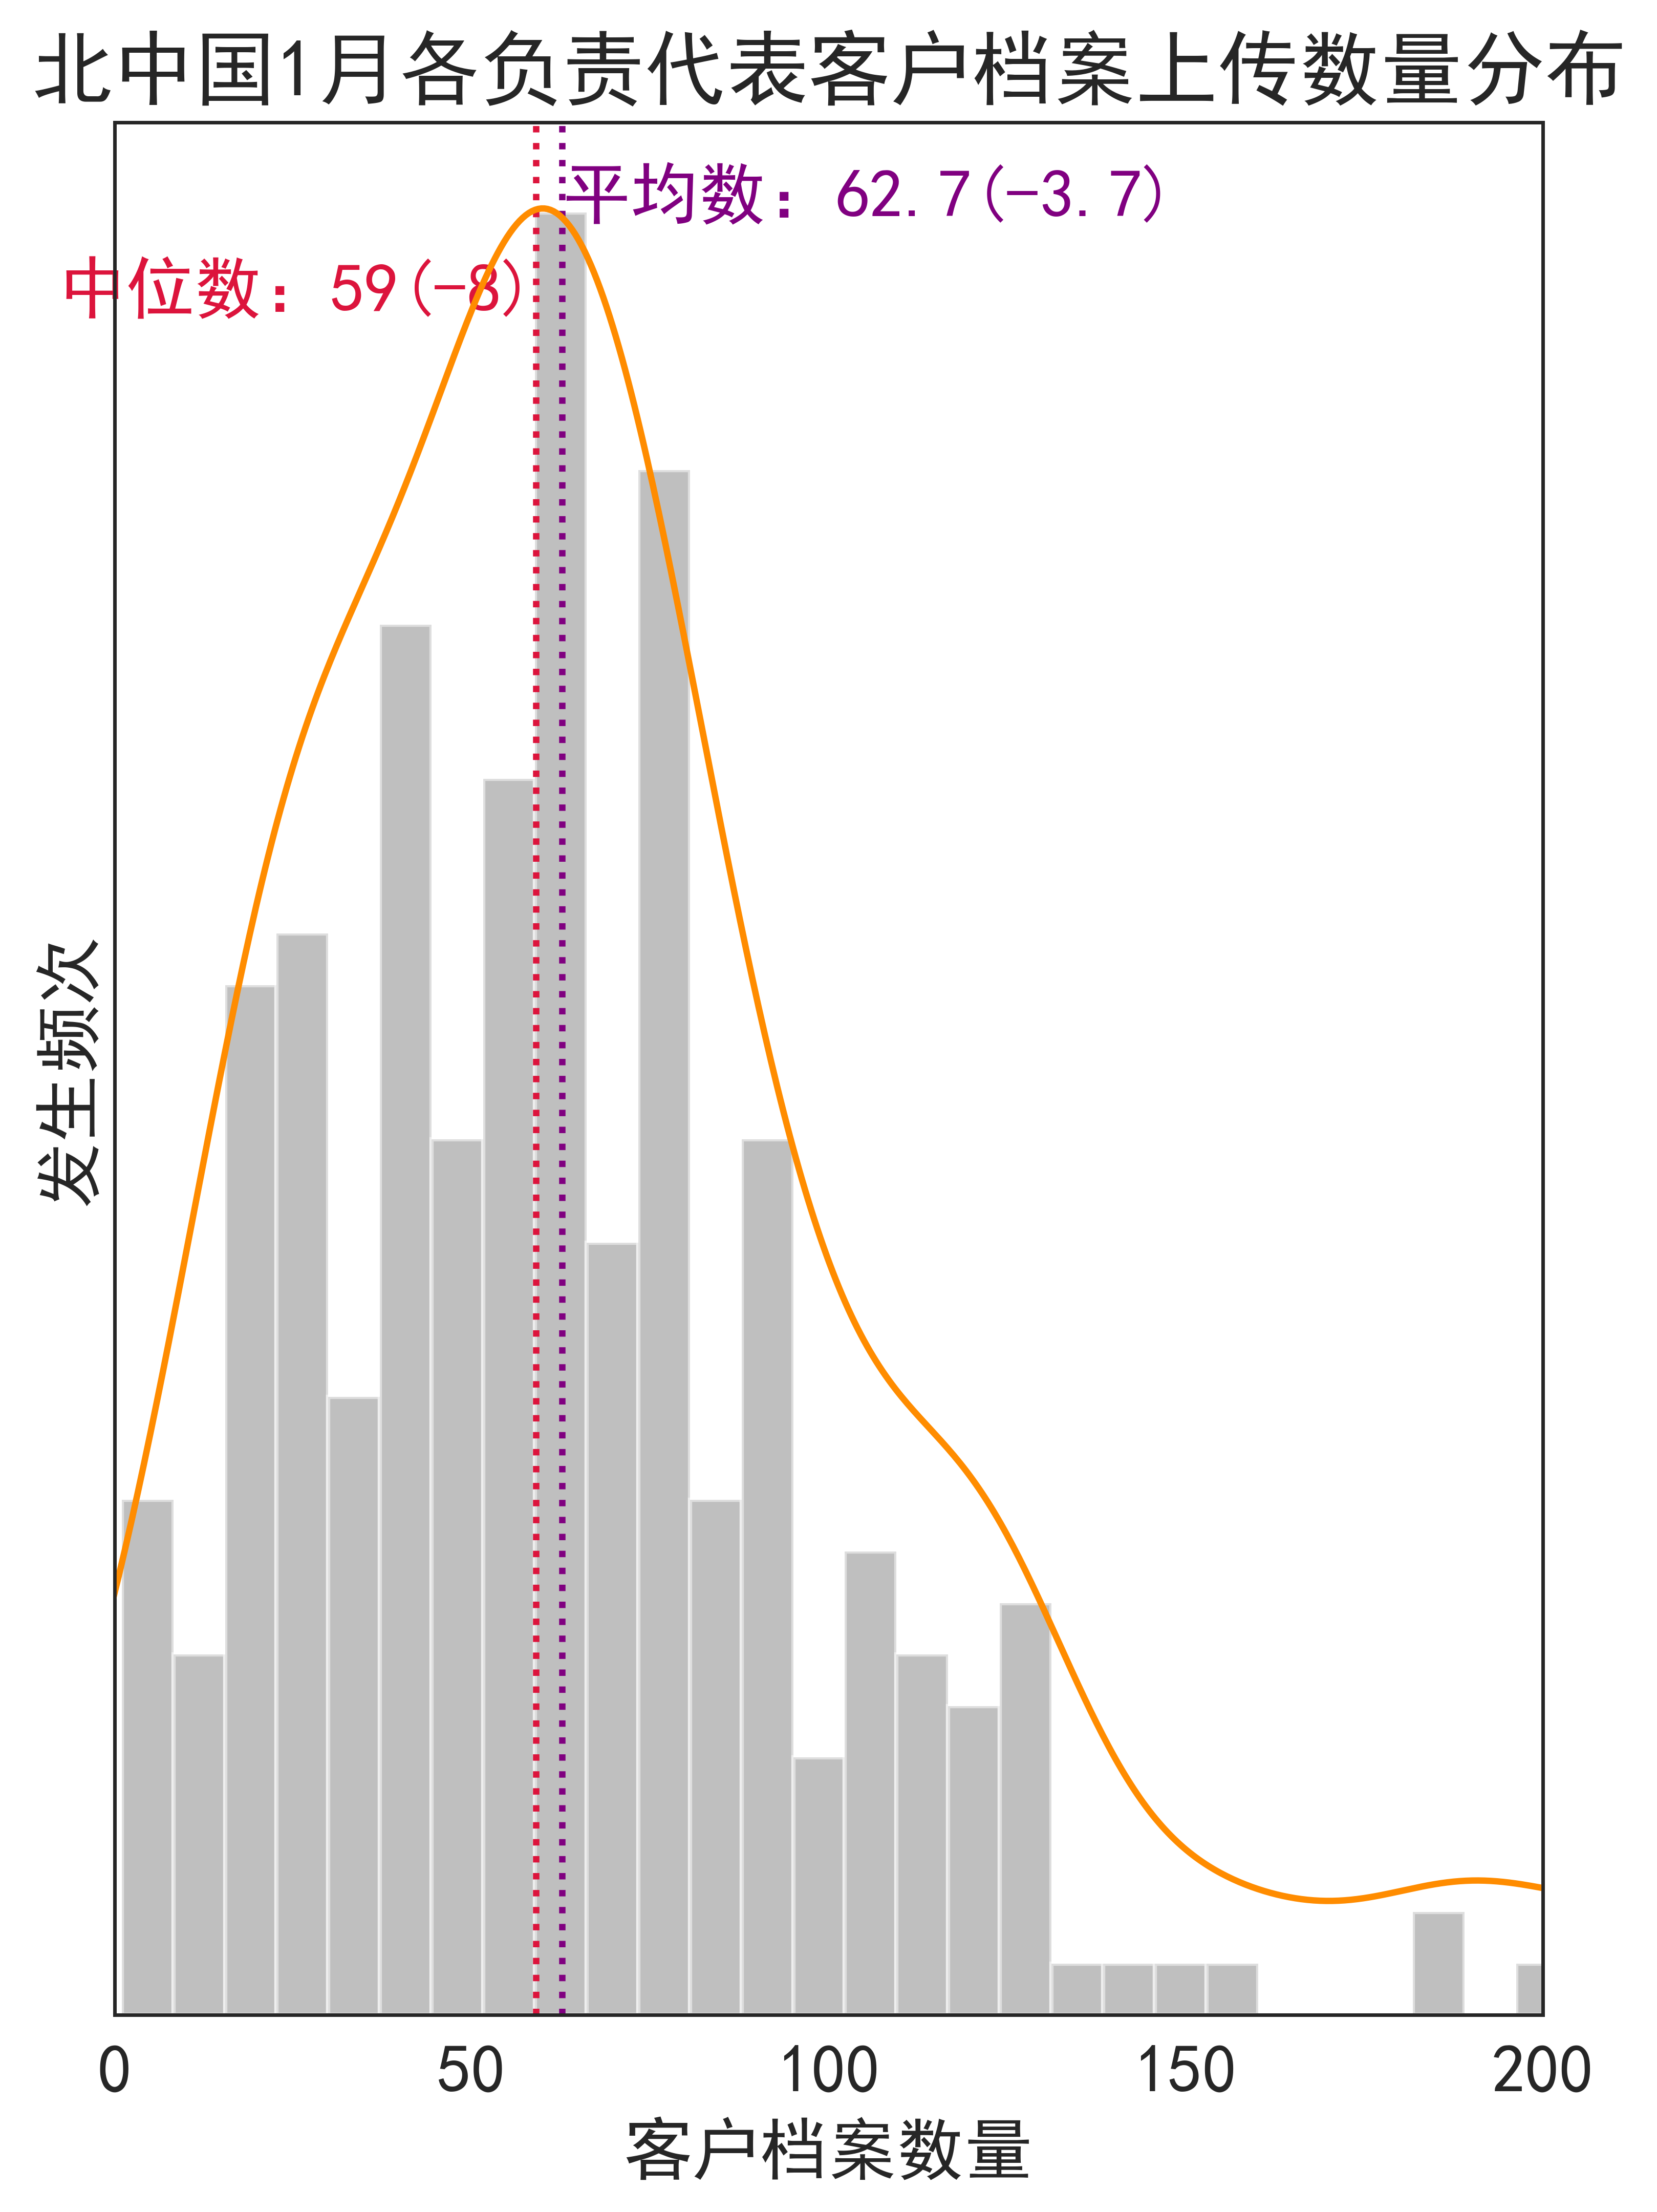 北中国1月各负责代表客户档案上传数量分布
平均数：62.7(-3.7)
中位数：59(-8)
发生频次
0 50 100 150 200
客户档案数量